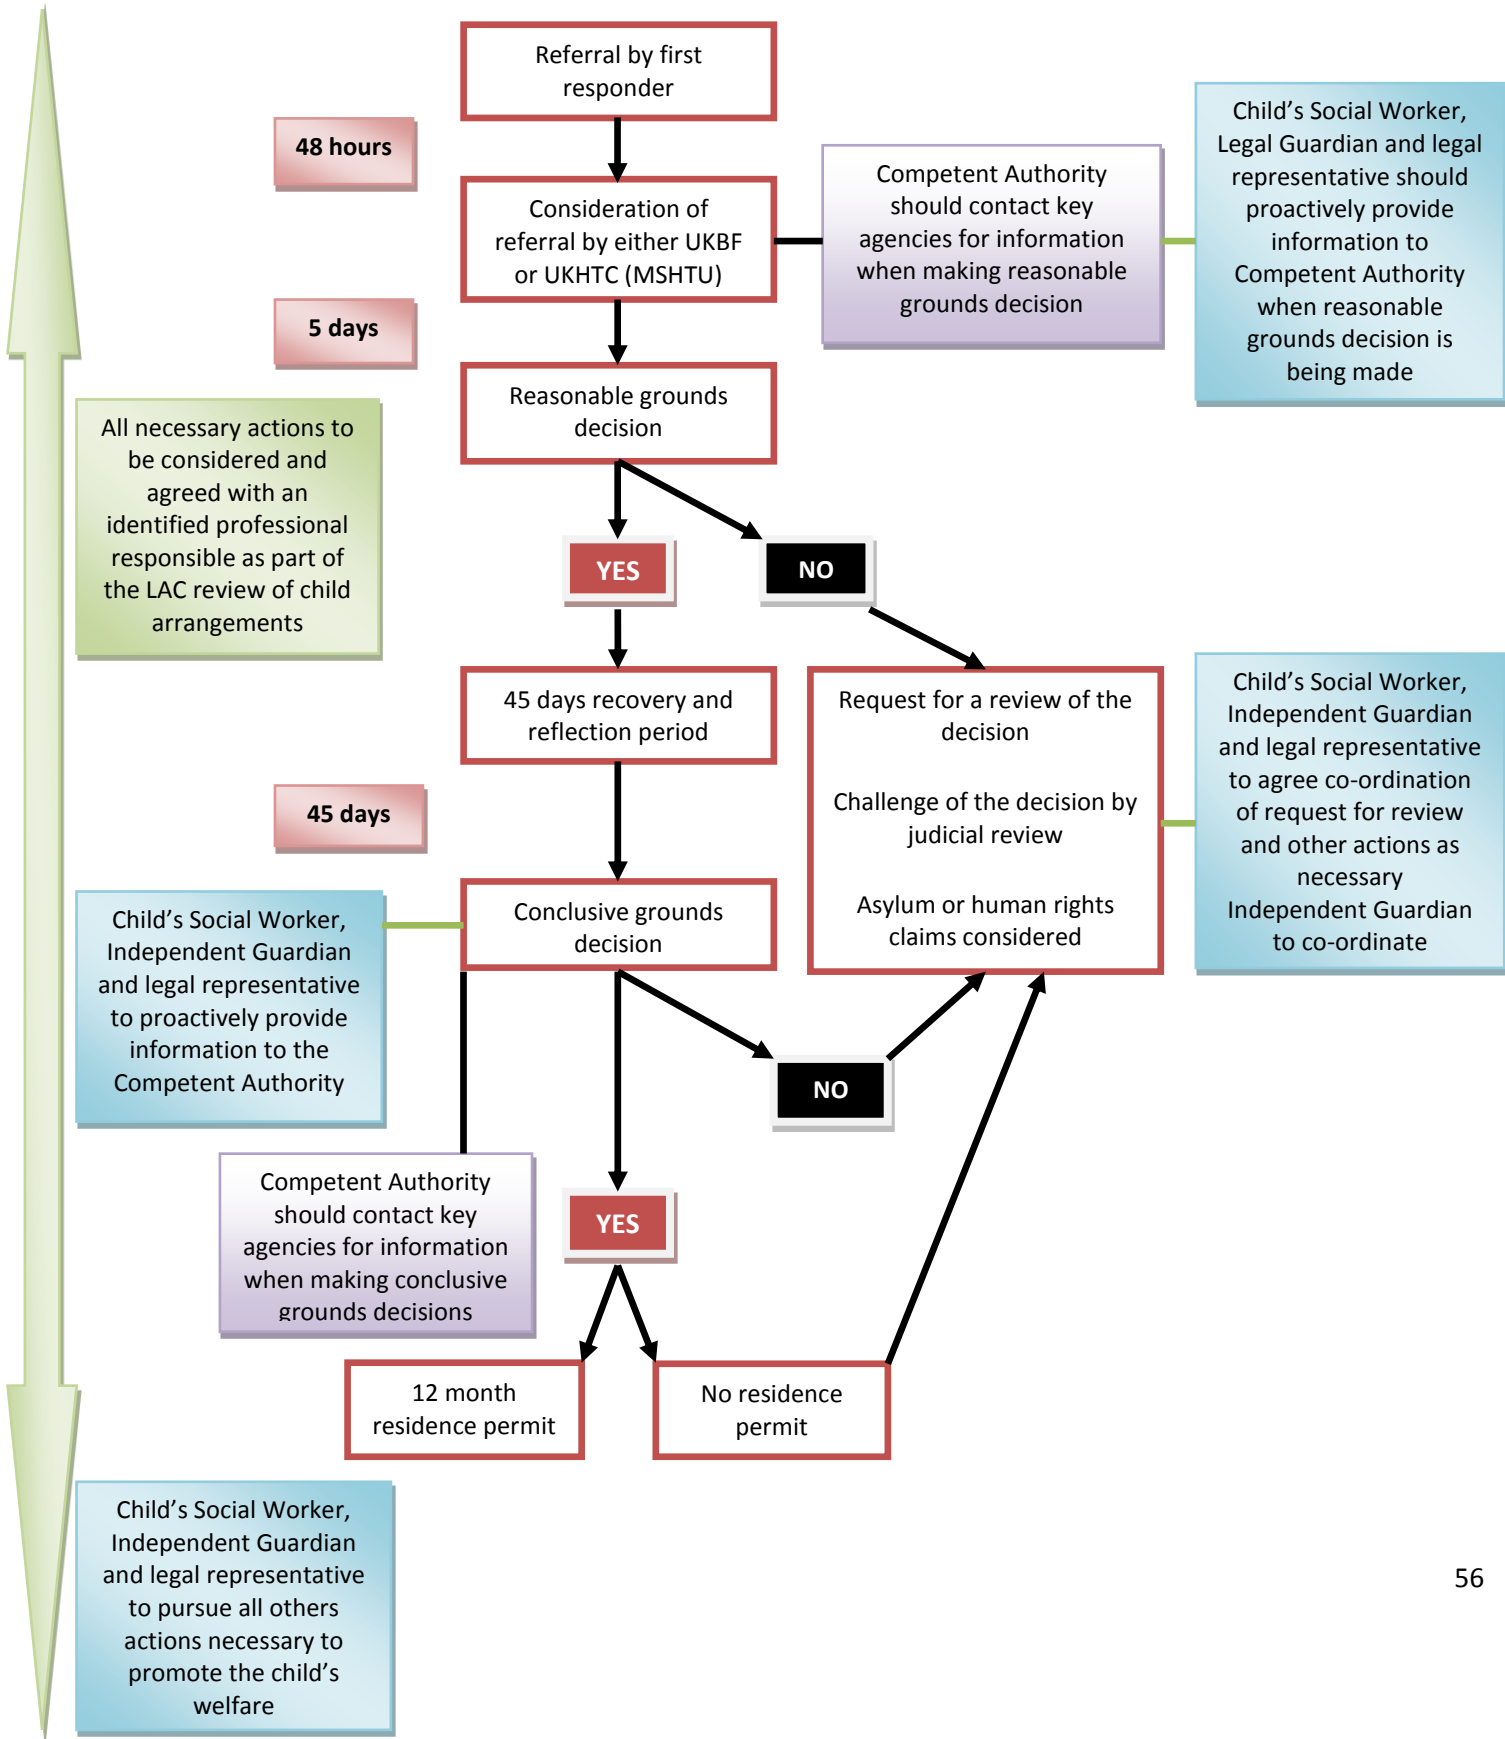 Referral by first
responder
48 hours
Consideration of
referral by either UKBF
or UKHTC (MSHTU)
Competent Authority
should contact key
agencies for information
when making reasonable
grounds decision
Child’s Social Worker,
Legal Guardian and legal
representative should
proactively provide
information to
Competent Authority
when reasonable
grounds decision is
being made
5 days
Reasonable grounds
decision
All necessary actions to
be considered and
agreed with an
identified professional
responsible as part of
the LAC review of child
arrangements
YES
NO
45 days recovery and
reflection period
Request for a review of the
decision
Challenge of the decision by
judicial review
Asylum or human rights
claims considered
Child’s Social Worker,
Independent Guardian
and legal representative
to agree co-ordination
of request for review
and other actions as
necessary
Independent Guardian
to co-ordinate
45 days
Conclusive grounds
decision
Child’s Social Worker,
Independent Guardian
and legal representative
to proactively provide
information to the
Competent Authority
NO
Competent Authority
should contact key
agencies for information
when making conclusive
grounds decisions
YES
12 month
residence permit
No residence
permit
Child’s Social Worker,
Independent Guardian
and legal representative
to pursue all others
actions necessary to
promote the child’s
welfare
56